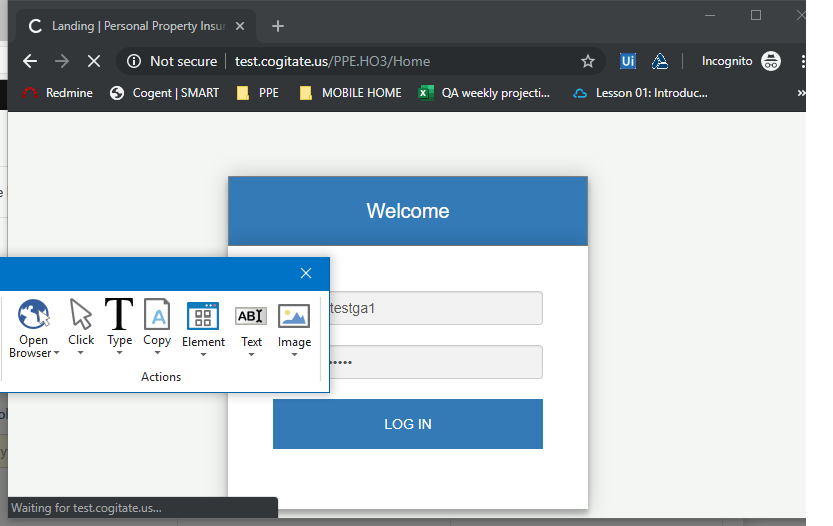 Landing | Personal Property Insur
Not secure | test.cogitate.us/PPE.HO3/Home
Ui
Incognito
Redmine
Cogent | SMART
PPE
MOBILE HOME
QA weekly projecti...
Lesson 01: Introduc...
»
Welcome
testga1
•••••
LOG IN
Open Browser
Click
Type
Copy
Element
Text
Image
Actions
Waiting for test.cogitate.us...